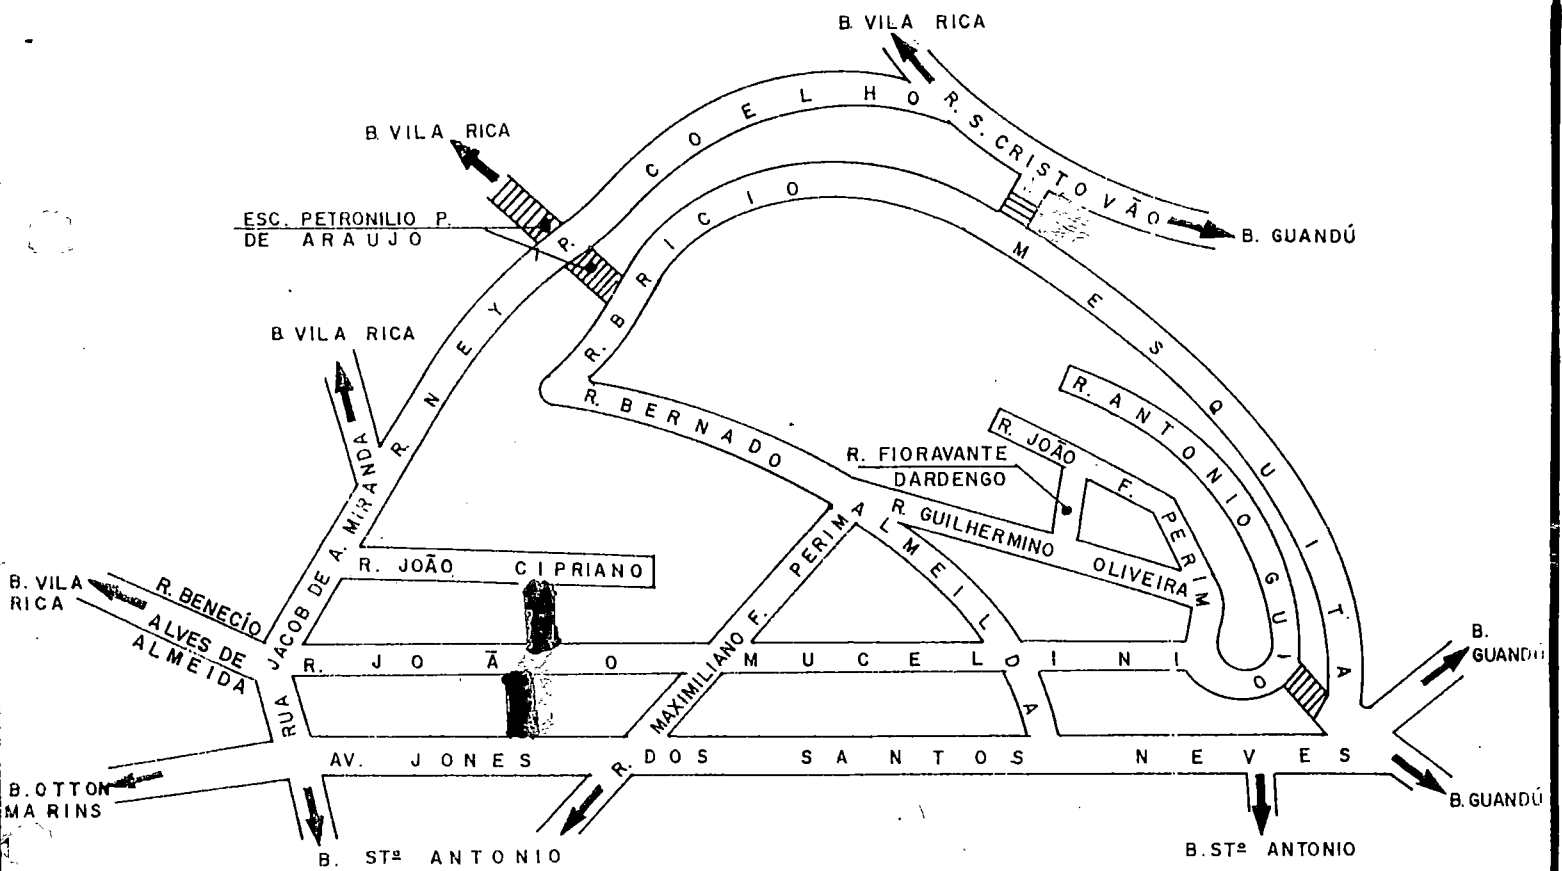 B. VILA RICA
B. VILA RICA
R. NEY P. COELHO
R. S. CRISTOVÃO
B. GUANDÚ
ESC. PETRONILIO P.
DE ARAUJO
B. VILA RICA
R. BRICIO MESQUITA
R. BERNADO ALMEILDA
R. ANTONIO GUIO
R. JOÃO F. PERIM
R. FIORAVANTE
DARDENGO
R. GUILHERMINO OLIVEIRA
RUA JACOB DE A. MIRANDA
R. JOÃO CIPRIANO
B. VILA
RICA
R. BENECÍO
ALVES DE
ALMEIDA
R. JOÃO MUCELDINI
R. MAXIMILIANO F. PERIM
B.
GUANDÚ
AV. JONES DOS SANTOS NEVES
B. OTTON
MARINS
B. GUANDÚ
B. STº ANTONIO
B. STº ANTONIO